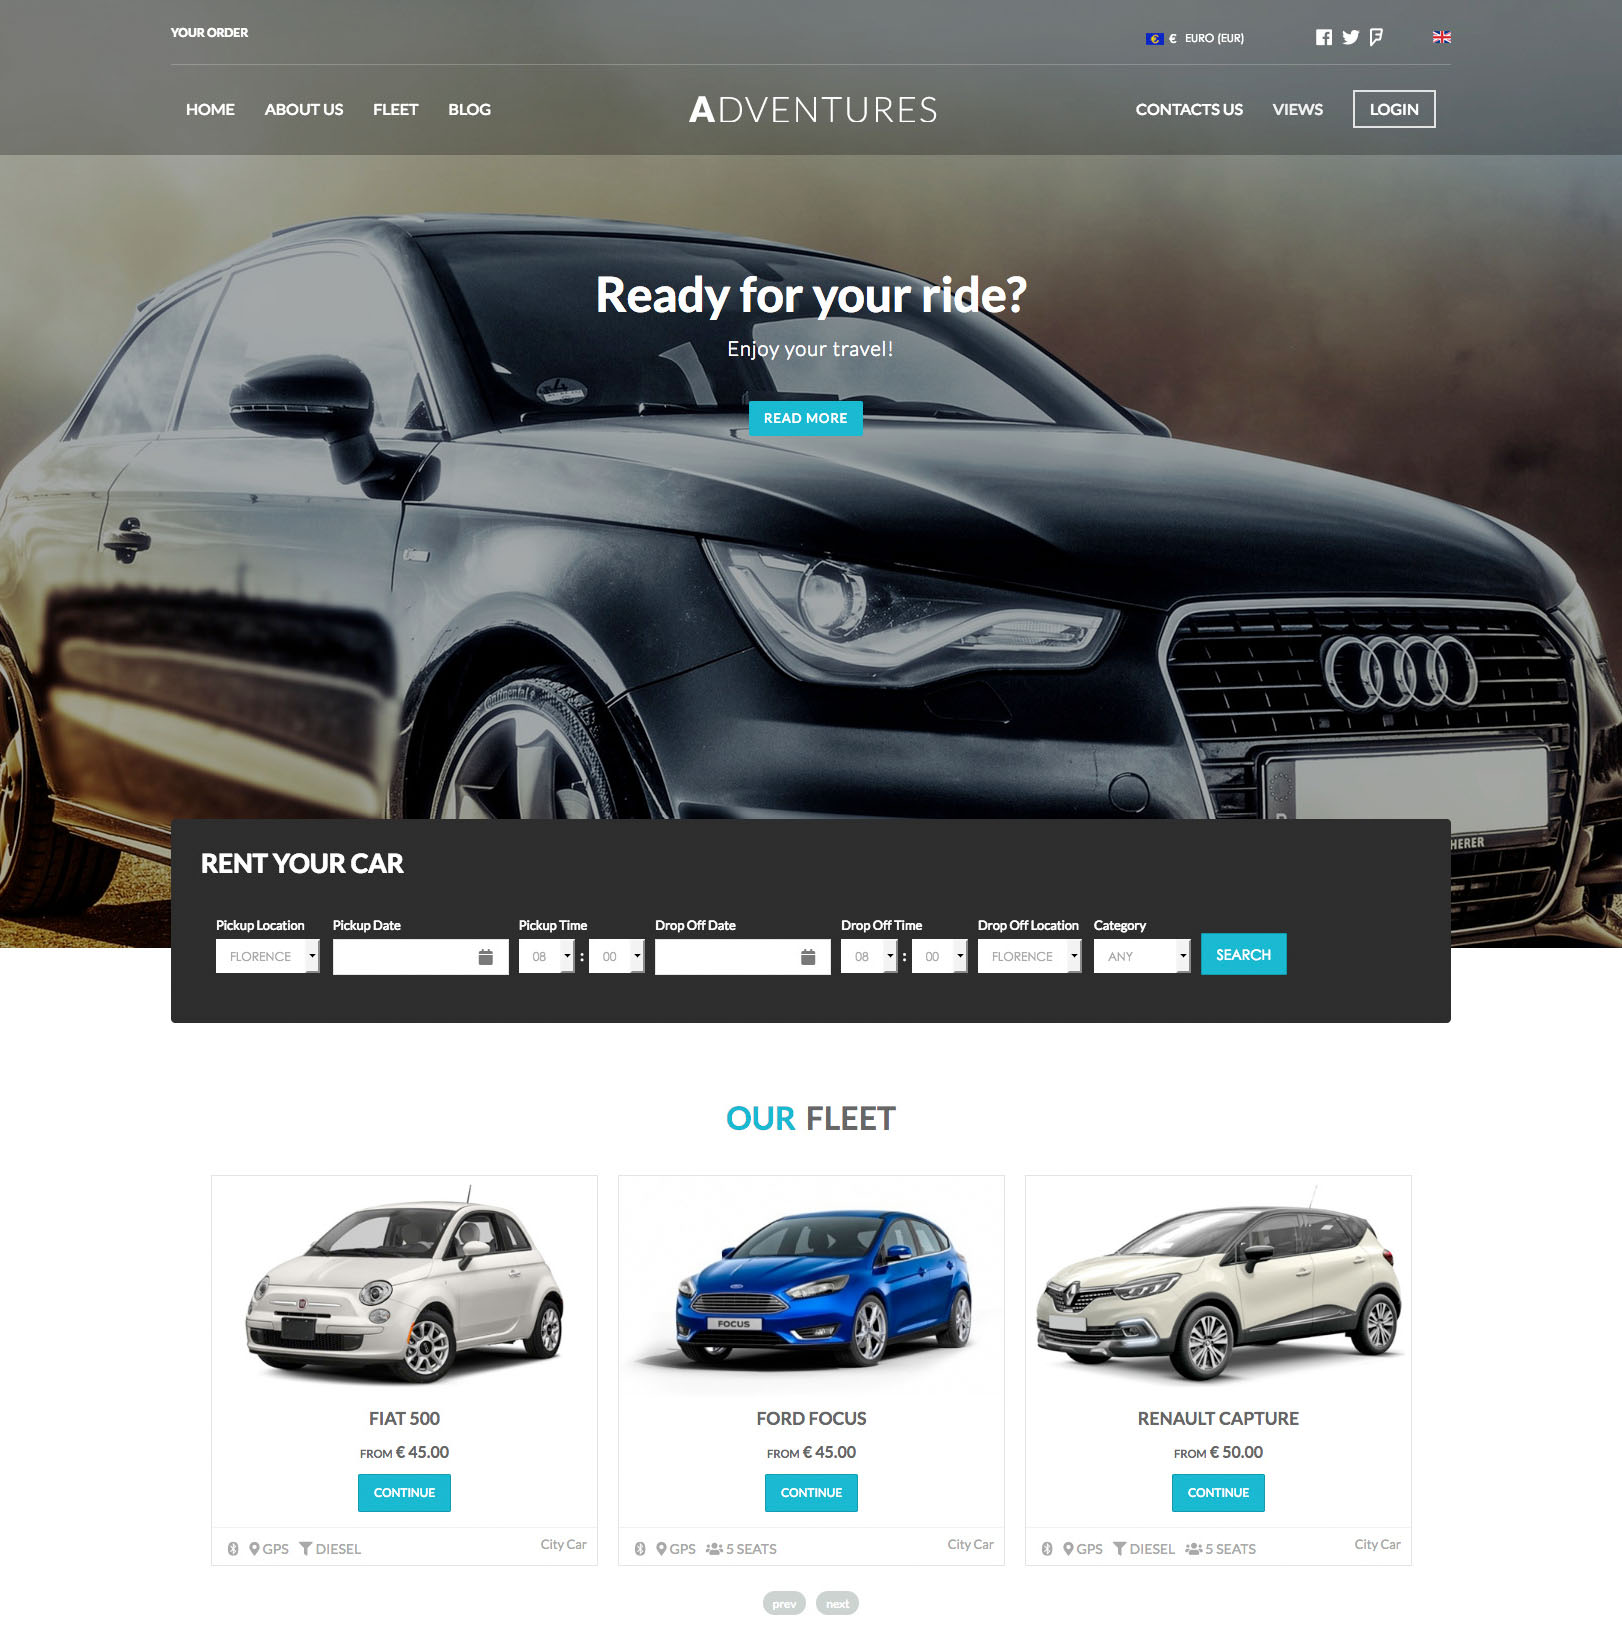 YOUR ORDER
€ EURO (EUR)
HOME ABOUT US FLEET BLOG
ADVENTURES
CONTACTS US VIEWS LOGIN
Ready for your ride?
Enjoy your travel!
READ MORE
Continental
HERER
RENT YOUR CAR
Pickup Location Pickup Date Pickup Time Drop Off Date Drop Off Time Drop Off Location Category
FLORENCE 08 : 00 08 : 00 FLORENCE ANY SEARCH
OUR FLEET
FOCUS
FIAT 500
FROM € 45.00
CONTINUE
GPS DIESEL City Car
FORD FOCUS
FROM € 45.00
CONTINUE
GPS 5 SEATS City Car
RENAULT CAPTURE
FROM € 50.00
CONTINUE
GPS DIESEL 5 SEATS City Car
prev next